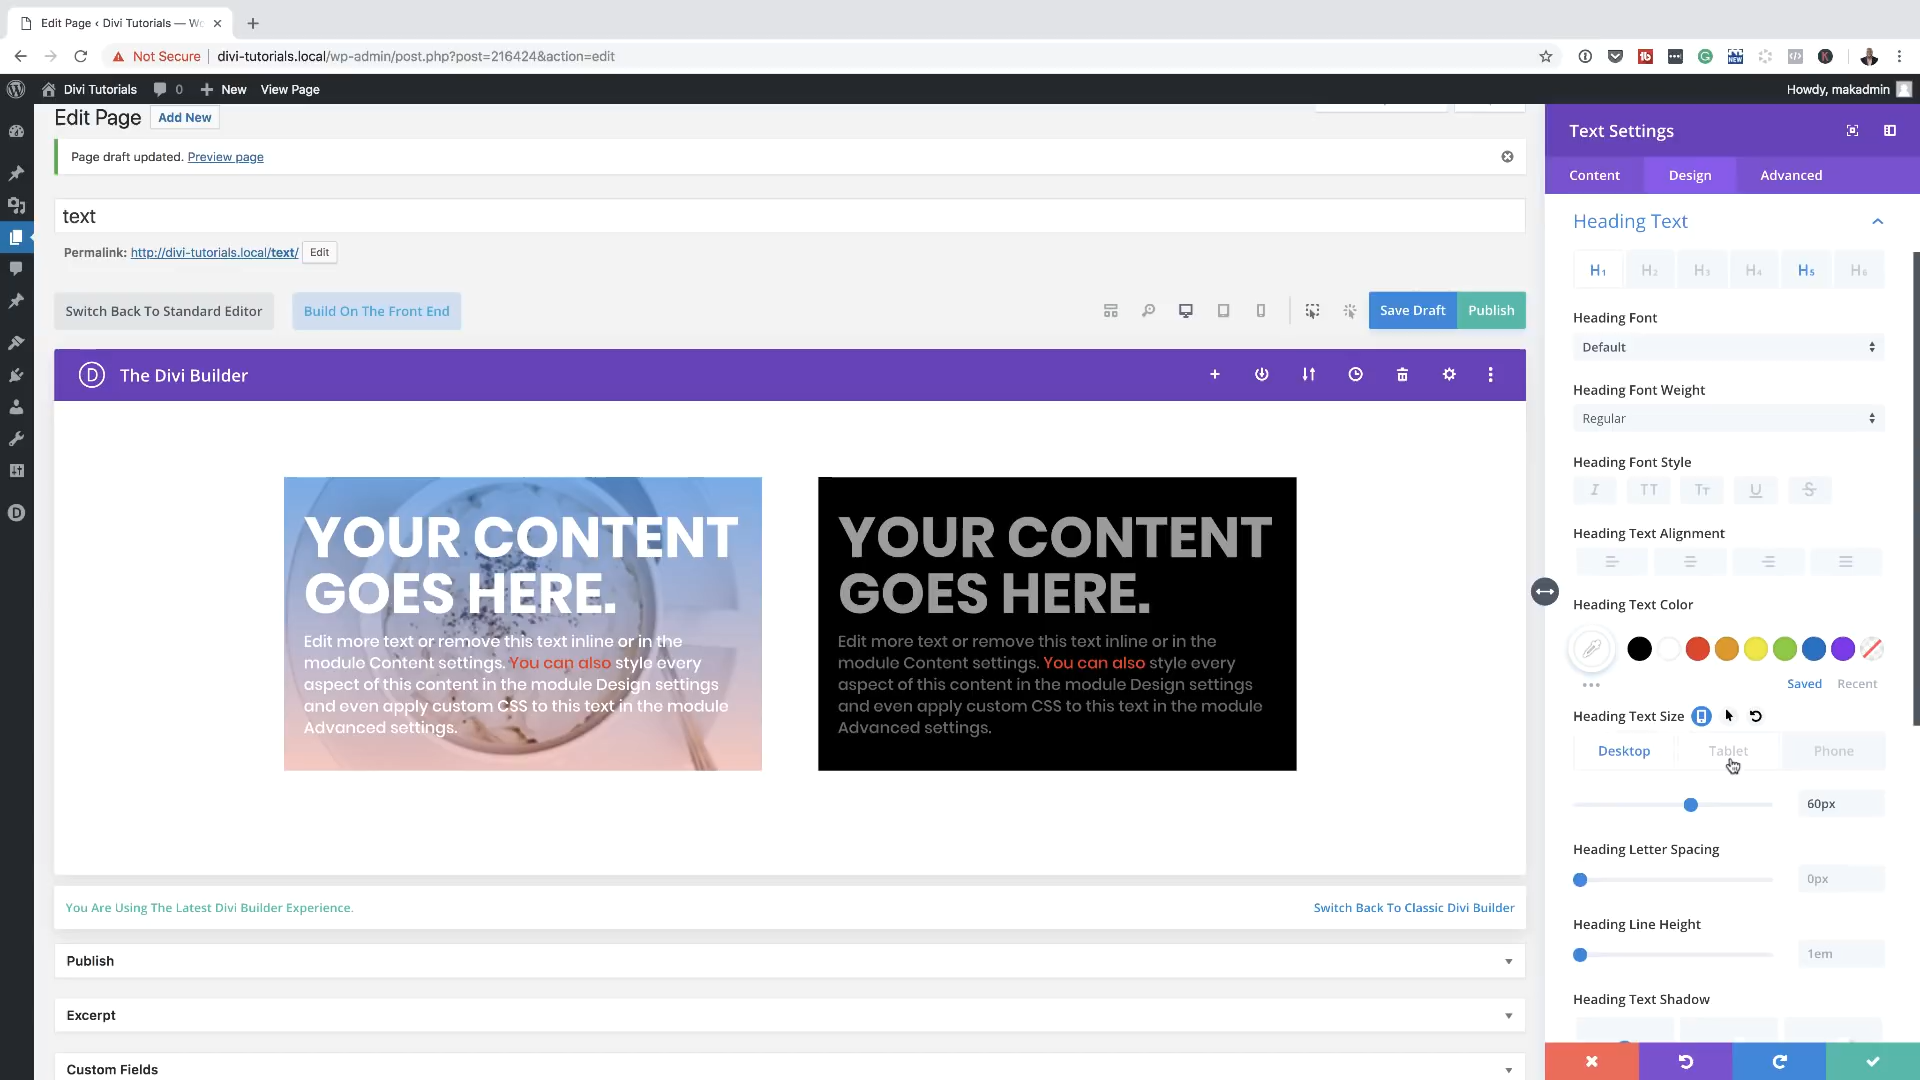 Edit Page ‹ Divi Tutorials — Wo
Not Secure
divi-tutorials.local/wp-admin/post.php?post=216424&action=edit
Divi Tutorials
0
New
View Page
Howdy, makadmin
Edit Page
Add New
Page draft updated. Preview page
text
Permalink: http://divi-tutorials.local/text/
Edit
Switch Back To Standard Editor
Build On The Front End
Save Draft
Publish
D
The Divi Builder
YOUR CONTENT
GOES HERE.
Edit more text or remove this text inline or in the
module Content settings. You can also style every
aspect of this content in the module Design settings
and even apply custom CSS to this text in the module
Advanced settings.
YOUR CONTENT
GOES HERE.
Edit more text or remove this text inline or in the
module Content settings. You can also style every
aspect of this content in the module Design settings
and even apply custom CSS to this text in the module
Advanced settings.
You Are Using The Latest Divi Builder Experience.
Switch Back To Classic Divi Builder
Publish
Excerpt
Custom Fields
Text Settings
Content
Design
Advanced
Heading Text
H1
H2
H3
H4
H5
H6
Heading Font
Default
Heading Font Weight
Regular
Heading Font Style
I
TT
Tt
U
S
Heading Text Alignment
Heading Text Color
Saved
Recent
Heading Text Size
Desktop
Tablet
Phone
60px
Heading Letter Spacing
0px
Heading Line Height
1em
Heading Text Shadow